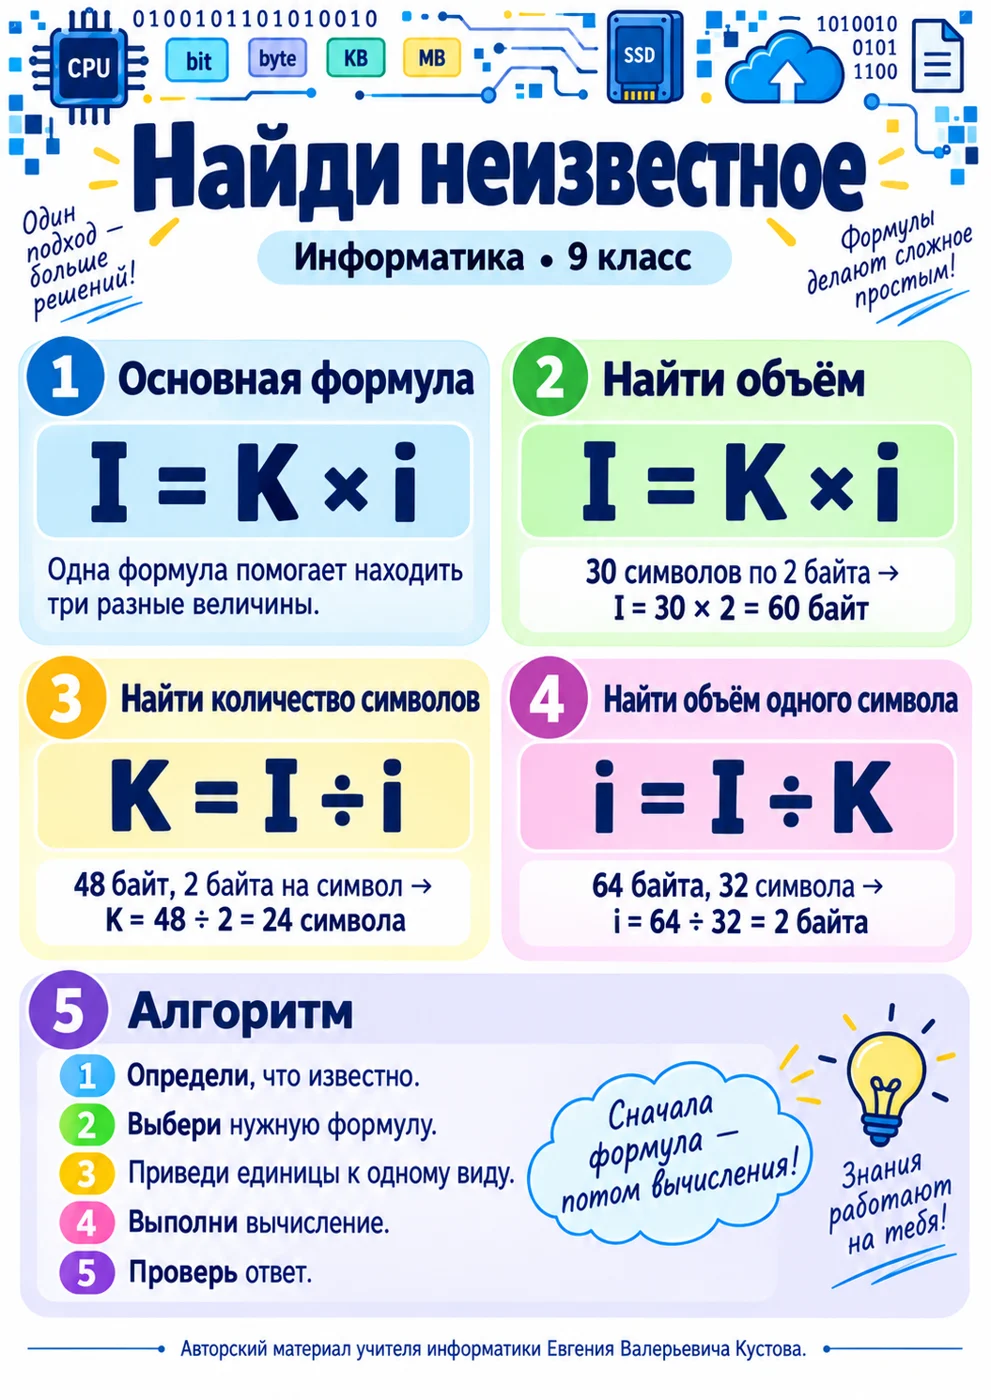 0100101101010010
CPU
bit
byte
KB
MB
SSD
1010010
0101
1100
Найди неизвестное
Один
подход —
больше
решений!
Информатика • 9 класс
Формулы
делают сложное
простым!
1 Основная формула
I = K × i
Одна формула помогает находить
три разные величины.
2 Найти объём
I = K × i
30 символов по 2 байта →
I = 30 × 2 = 60 байт
3 Найти количество символов
K = I ÷ i
48 байт, 2 байта на символ →
K = 48 ÷ 2 = 24 символа
4 Найти объём одного символа
i = I ÷ K
64 байта, 32 символа →
i = 64 ÷ 32 = 2 байта
5 Алгоритм
1 Определи, что известно.
2 Выбери нужную формулу.
3 Приведи единицы к одному виду.
4 Выполни вычисление.
5 Проверь ответ.
Сначала
формула —
потом вычисления!
Знания
работают
на тебя!
Авторский материал учителя информатики Евгения Валерьевича Кустова.